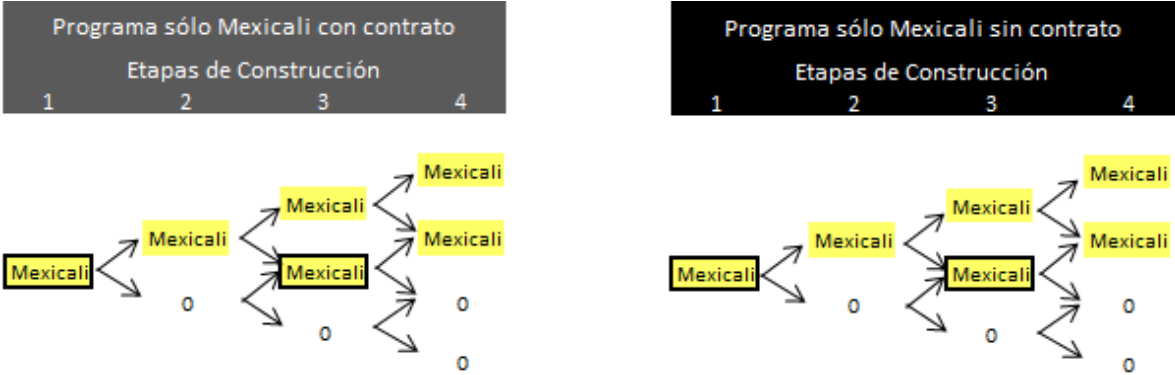 Programa sólo Mexicali con contrato
Etapas de Construcción
1 2 3 4
Mexicali
Mexicali
Mexicali
Mexicali
Mexicali
Mexicali
0
0
0
0
Programa sólo Mexicali sin contrato
Etapas de Construcción
1 2 3 4
Mexicali
Mexicali
Mexicali
Mexicali
Mexicali
Mexicali
0
0
0
0